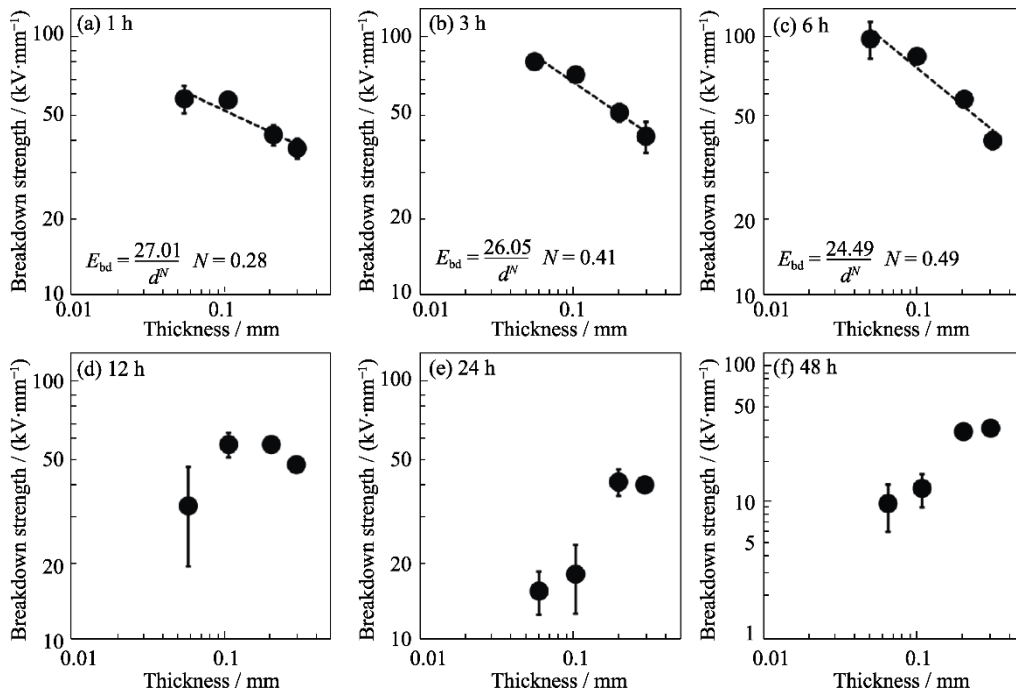 (a) 1 h
100
50
20
10
0.01
0.1
Breakdown strength / (kV·mm⁻¹)
Thickness / mm
E_bd = 27.01/d^N N = 0.28
(b) 3 h
100
50
20
10
0.01
0.1
Breakdown strength / (kV·mm⁻¹)
Thickness / mm
E_bd = 26.05/d^N N = 0.41
(c) 6 h
100
50
20
10
0.01
0.1
Breakdown strength / (kV·mm⁻¹)
Thickness / mm
E_bd = 24.49/d^N N = 0.49
(d) 12 h
100
50
20
10
0.01
0.1
Breakdown strength / (kV·mm⁻¹)
Thickness / mm
(e) 24 h
100
50
20
10
0.01
0.1
Breakdown strength / (kV·mm⁻¹)
Thickness / mm
(f) 48 h
100
50
10
5
1
0.01
0.1
Breakdown strength / (kV·mm⁻¹)
Thickness / mm